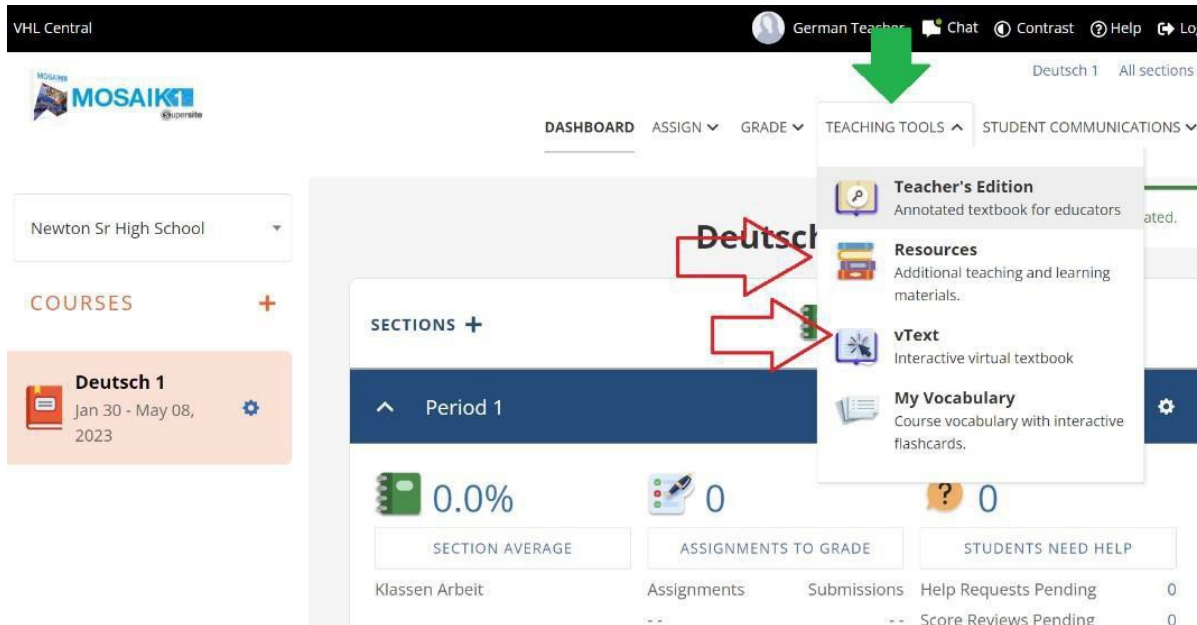 VHL Central
German Teacher Chat Contrast Help
MOSAIK1
Supersite
Deutsch 1 All sections
DASHBOARD ASSIGN GRADE TEACHING TOOLS STUDENT COMMUNICATIONS
Newton Sr High School
COURSES +
Deutsch 1
Jan 30 - May 08,
2023
SECTIONS +
Period 1
0.0%
SECTION AVERAGE
Klassen Arbeit
0
ASSIGNMENTS TO GRADE
Assignments Submissions
-- --
? 0
STUDENTS NEED HELP
Help Requests Pending 0
Score Reviews Pending 0
Teacher's Edition
Annotated textbook for educators
Resources
Additional teaching and learning
materials.
vText
Interactive virtual textbook
My Vocabulary
Course vocabulary with interactive
flashcards.